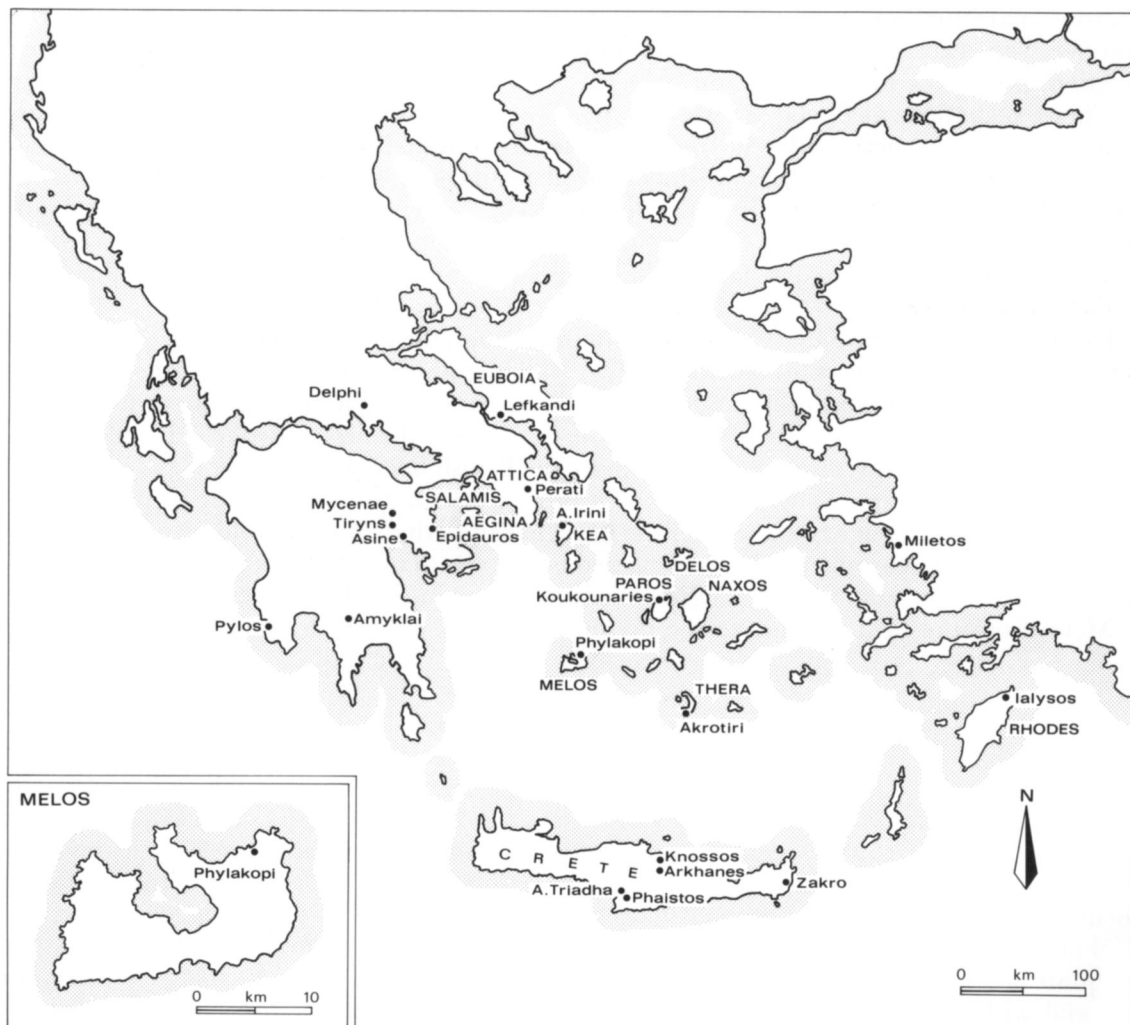 EUBOIA
Delphi
Lefkandi
ATTICA
Perati
SALAMIS
Mycenae
A.Irini
Tiryns
AEGINA
KEA
Asine
Epidauros
Miletos
DELOS
PAROS
NAXOS
Koukounaries
Pylos
Amyklai
Phylakopi
MELOS
THERA
Ialysos
Akrotiri
RHODES
N
CRETE
Knossos
Arkhanes
A.Triadha
Phaistos
Zakro
0 km 100
MELOS
Phylakopi
0 km 10